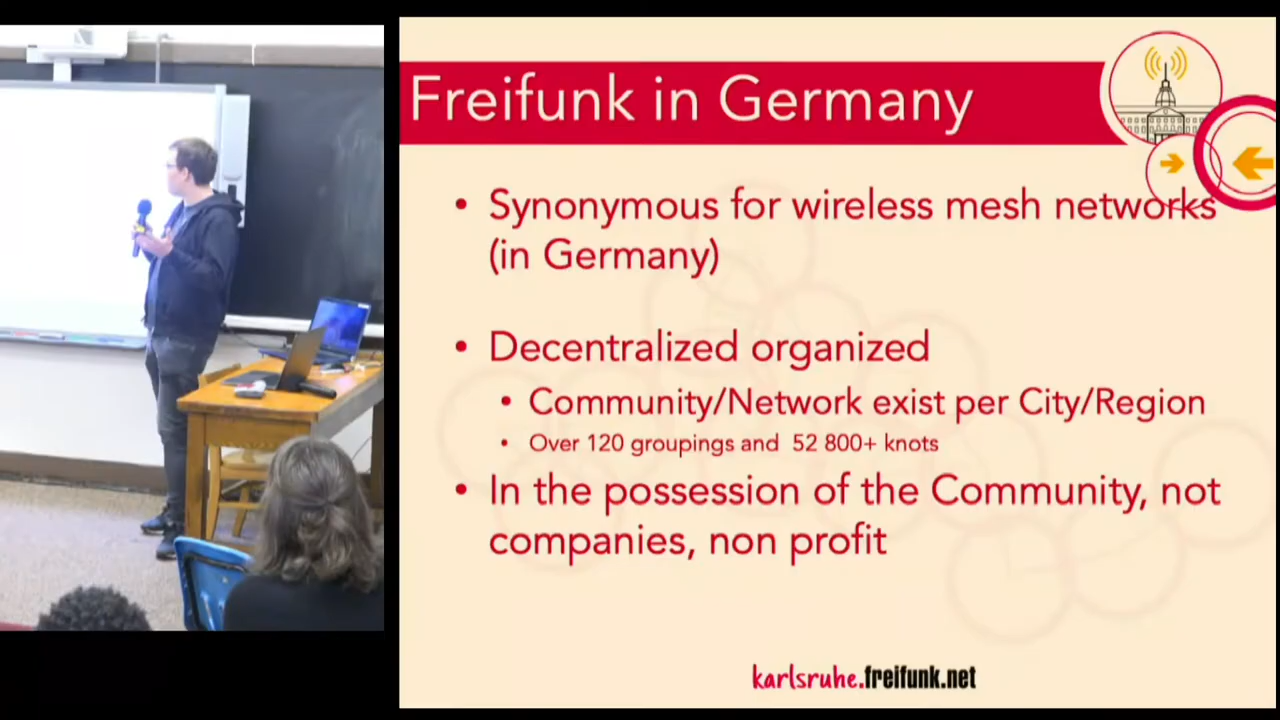 Freifunk in Germany
• Synonymous for wireless mesh networks
(in Germany)
• Decentralized organized
• Community/Network exist per City/Region
• Over 120 groupings and 52 800+ knots
• In the possession of the Community, not
companies, non profit
karlsruhe.freifunk.net